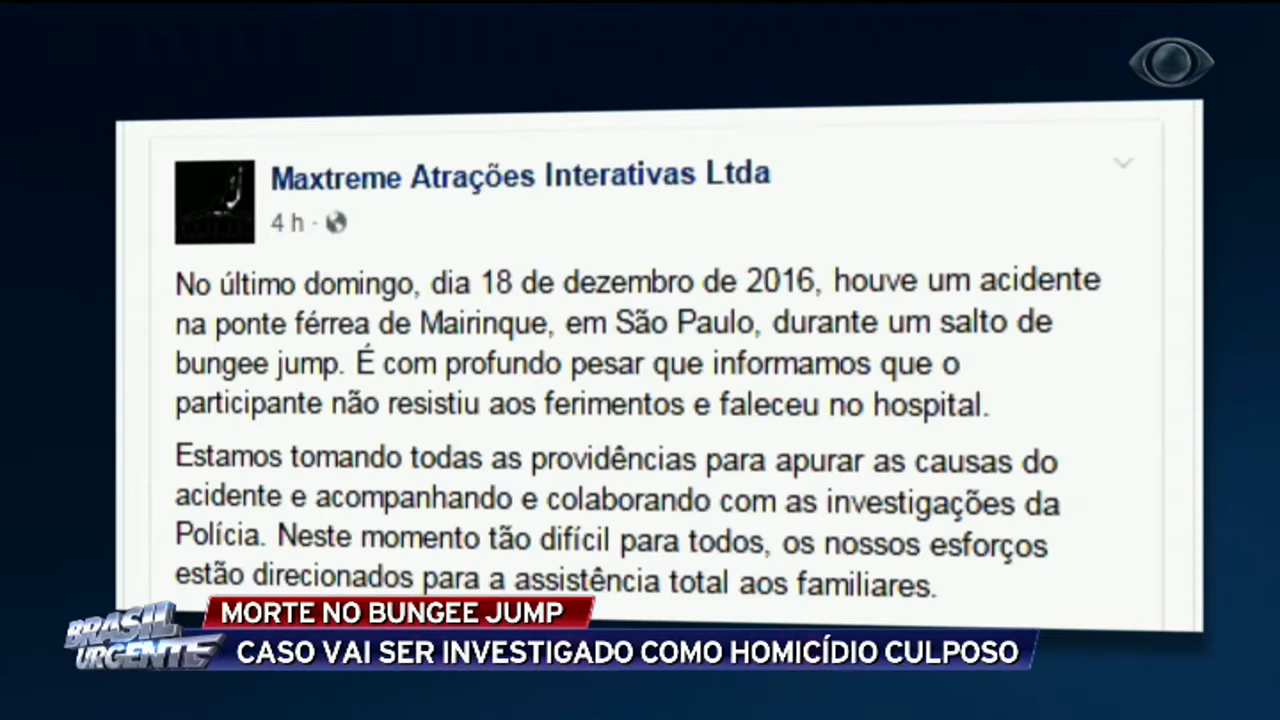 Maxtreme Atrações Interativas Ltda
4 h ·
No último domingo, dia 18 de dezembro de 2016, houve um acidente
na ponte férrea de Mairinque, em São Paulo, durante um salto de
bungee jump. É com profundo pesar que informamos que o
participante não resistiu aos ferimentos e faleceu no hospital.
Estamos tomando todas as providências para apurar as causas do
acidente e acompanhando e colaborando com as investigações da
Polícia. Neste momento tão difícil para todos, os nossos esforços
estão direcionados para a assistência total aos familiares.
MORTE NO BUNGEE JUMP
BRASIL
URGENTE
CASO VAI SER INVESTIGADO COMO HOMICÍDIO CULPOSO